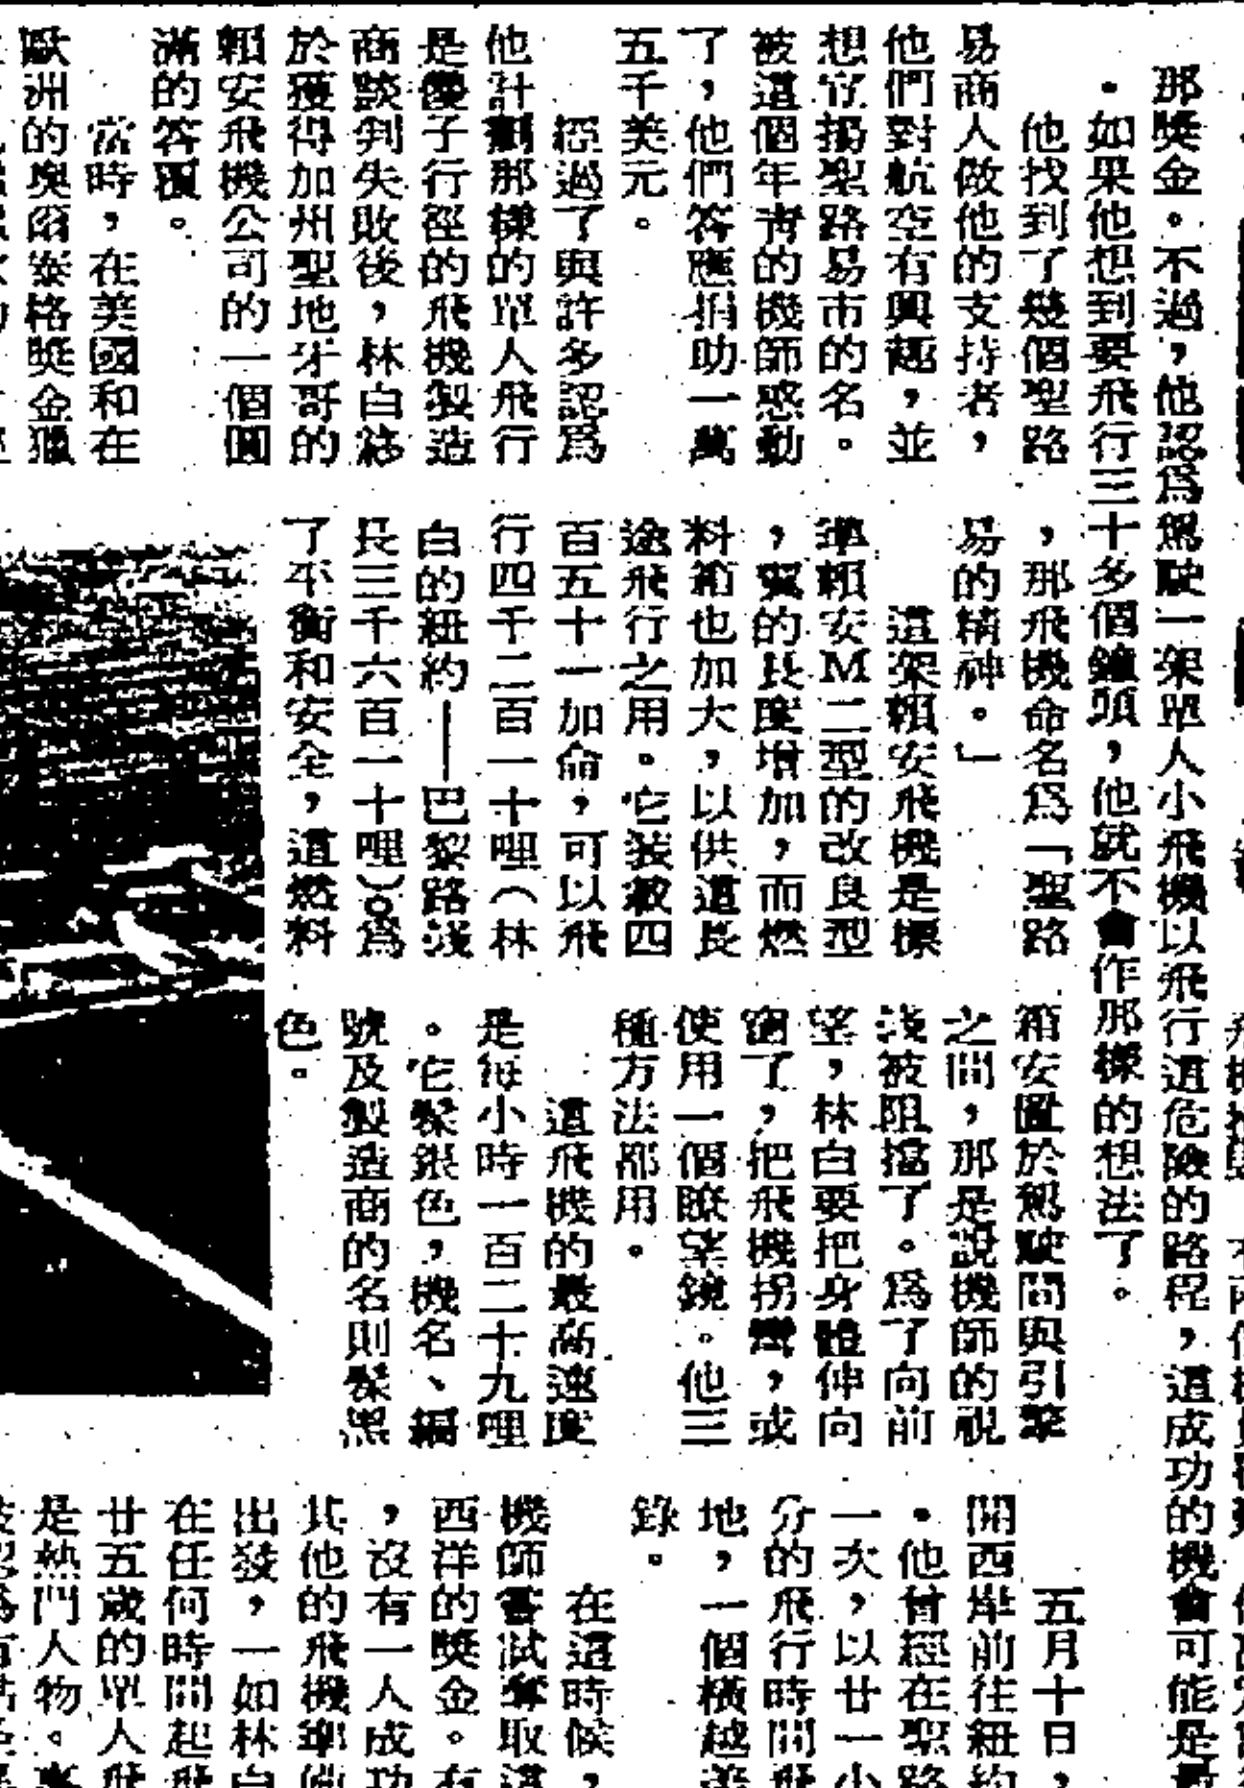 那獎金。不過,他認爲駕駛一架單人小飛機以飛行這危險的路程,這成功的機會可能是最
。如果他想到要飛行三十多個鐘頭,他就不會作那樣的想法了。
他找到了幾個聖路
易商人做他的支持者,
他們對航空有興趣,並
想宣揚聖路易市的名。
被這個年青的機師感動
了,他們答應捐助一萬
五千美元。
經過了與許多認爲
他計劃那樣的單人飛行
是傻子行徑的飛機製造
商談判失敗後,林白終
於獲得加州聖地牙哥的
賴安飛機公司的一個圓
滿的答覆。
當時,在美國和在
歐洲的奧爾泰格獎金獵
,那飛機命名爲「聖路
易的精神。」
這架賴安飛機是標
準賴安M二型的改良型
,翼的長度增加,而燃
料箱也加大,以供這長
途飛行之用。它裝載四
百五十一加侖,可以飛
行四千二百一十哩(林
白的紐約——巴黎路綫
長三千六百一十哩)。爲
了平衡和安全,這燃料
箱安置於駕駛間與引擎
之間,那是說機師的視
綫被阻擋了。爲了向前
望,林白要把身體伸向
窗了,把飛機拐彎,或
使用一個瞭望鏡。他三
種方法都用。
這飛機的最高速度
是每小時一百二十九哩
。它髹銀色,機名、編
號及製造商的名則髹黑
色。
五月十日,
開西岸前往紐約
。他曾經在聖路
一次,以廿一小
分的飛行時間飛
地,一個橫越美
錄。
在這時候,
機師嘗試奪取這
西洋的獎金。有
,沒有一人成功
其他的飛機準備
出發,一如林白
在任何時間起飛
廿五歲的單人飛
是熱門人物。